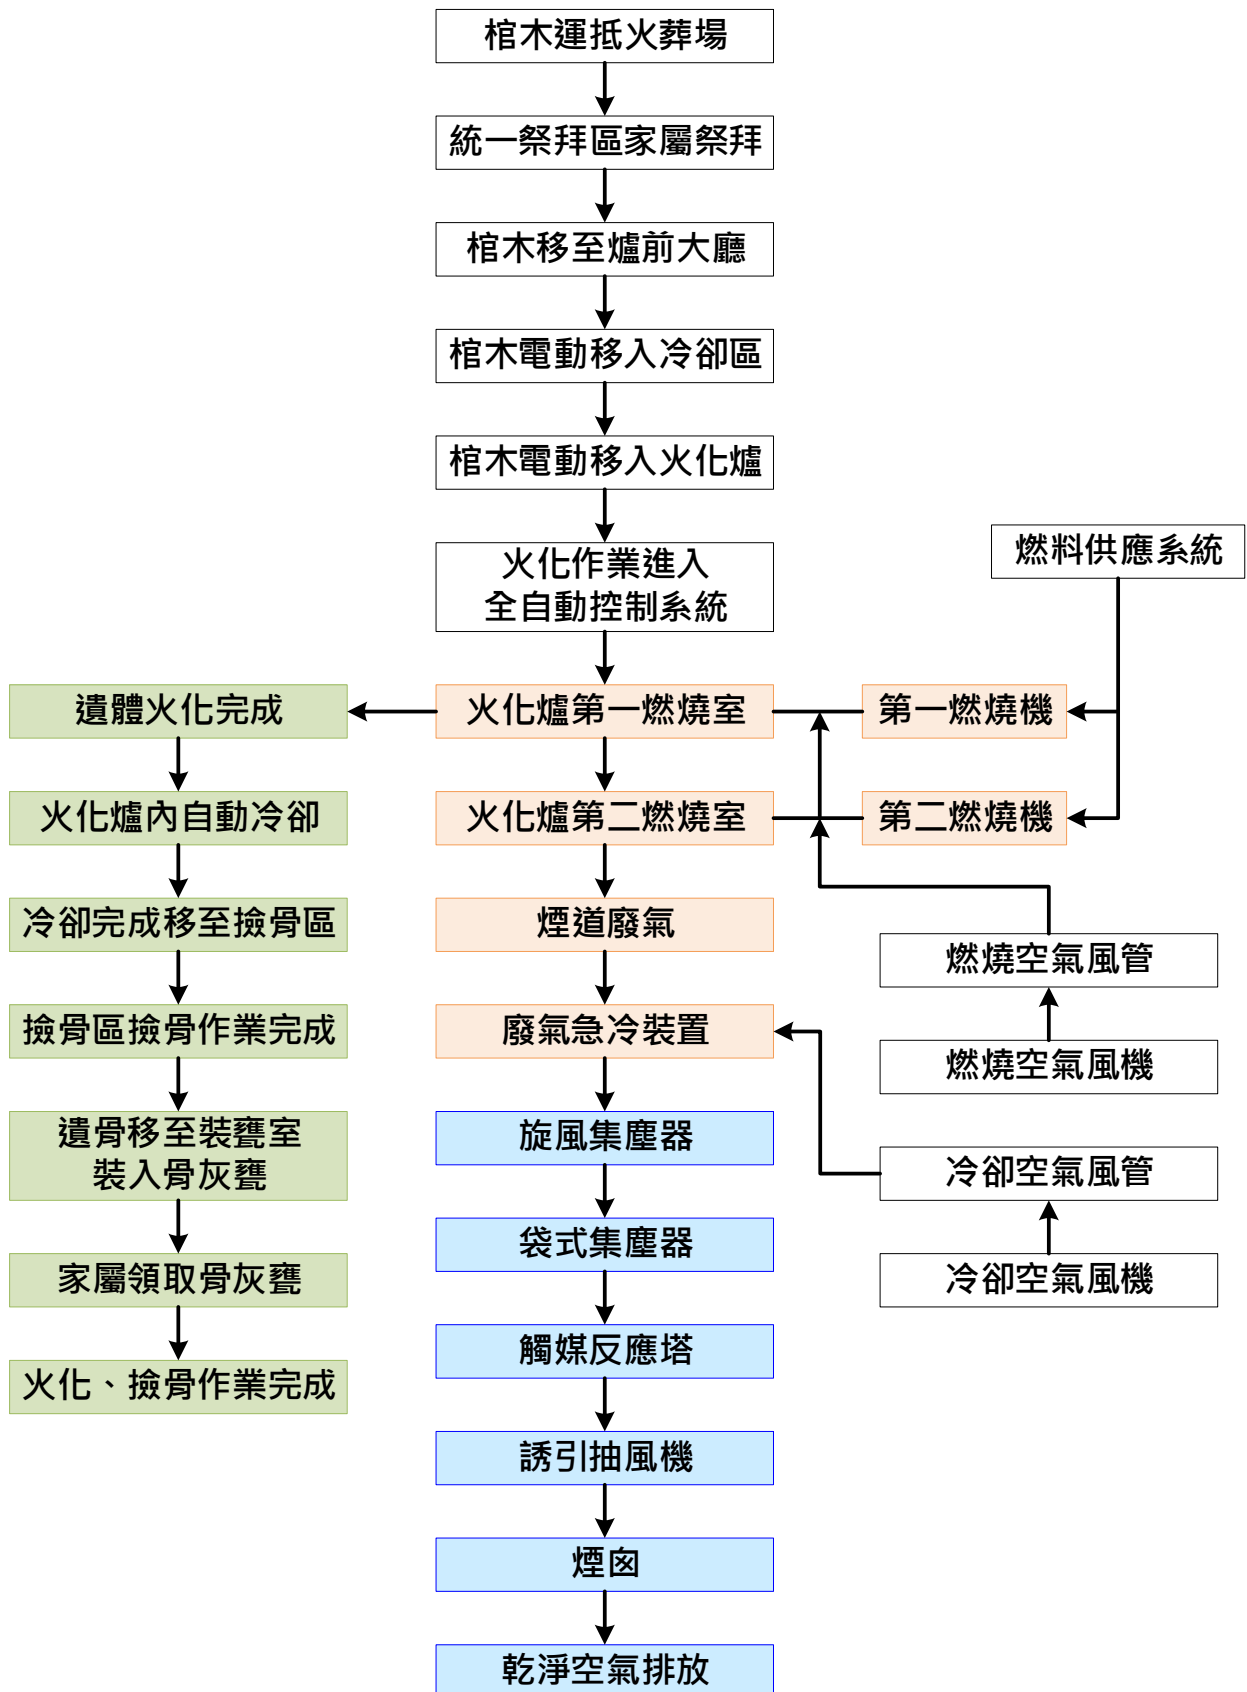 棺木運抵火葬場
統一祭拜區家屬祭拜
棺木移至爐前大廳
棺木電動移入冷卻區
棺木電動移入火化爐
火化作業進入
全自動控制系統
燃料供應系統
遺體火化完成
火化爐第一燃燒室
第一燃燒機
火化爐內自動冷卻
火化爐第二燃燒室
第二燃燒機
冷卻完成移至撿骨區
煙道廢氣
燃燒空氣風管
撿骨區撿骨作業完成
廢氣急冷裝置
燃燒空氣風機
遺骨移至裝甕室
裝入骨灰甕
旋風集塵器
冷卻空氣風管
家屬領取骨灰甕
袋式集塵器
冷卻空氣風機
火化、撿骨作業完成
觸媒反應塔
誘引抽風機
煙囪
乾淨空氣排放